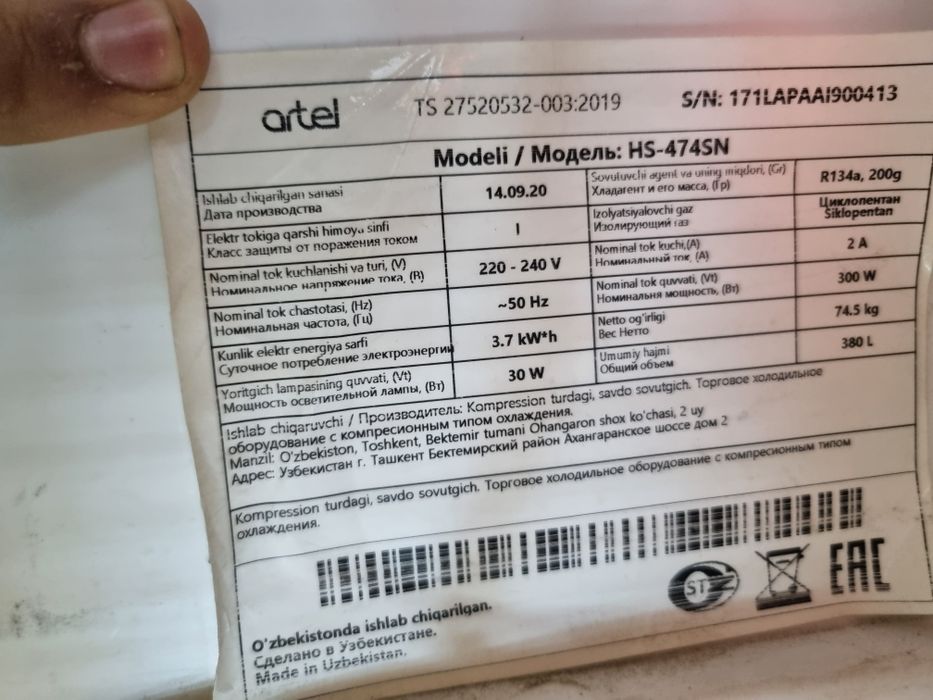 artel
TS 27520532-003:2019
S/N: 171LAPAAI900413
Modeli / Модель: HS-474SN
Ishlab chiqarilgan sanasi
Дата производства
14.09.20
Sovutuvchi agent va uning miqdori, (Gr)
Хладагент и его масса, (Гр)
R134a, 200g
Elektr tokiga qarshi himoya sinfi
Класс защиты от поражения током
I
Izolyatsiyalovchi gaz
Изолирующий газ
Циклопентан
Siklopentan
Nominal tok kuchlanishi va turi, (V)
Номинальное напряжение тока, (В)
220 - 240 V
Nominal tok kuchi,(A)
Номинальный ток, (А)
2 A
Nominal tok chastotasi, (Hz)
Номинальная частота, (Гц)
~50 Hz
Nominal tok quvvati, (Vt)
Номинальня мощность, (Вт)
300 W
Kunlik elektr energiya sarfi
Суточное потребление электроэнергии
3.7 kW*h
Netto og'irligi
Вес Нетто
74.5 kg
Yoritgich lampasining quvvati, (Vt)
Мощность осветительной лампы, (Вт)
30 W
Umumiy hajmi
Общий объем
380 L
Ishlab chiqaruvchi / Производитель: Kompression turdagi, savdo sovutgich. Торговое холодильное
оборудование с компресионным типом охлаждения.
Manzil: O'zbekiston, Toshkent, Bektemir tumani Ohangaron shox ko'chasi, 2 uy
Адрес: Узбекистан г. Ташкент Бектемирский район Ахангаранское шоссе дом 2
Kompression turdagi, savdo sovutgich. Торговое холодильное оборудование с компресионным типом
охлаждения.
ST
EAC
O'zbekistonda ishlab chiqarilgan.
Сделано в Узбекистане.
Made in Uzbekistan.